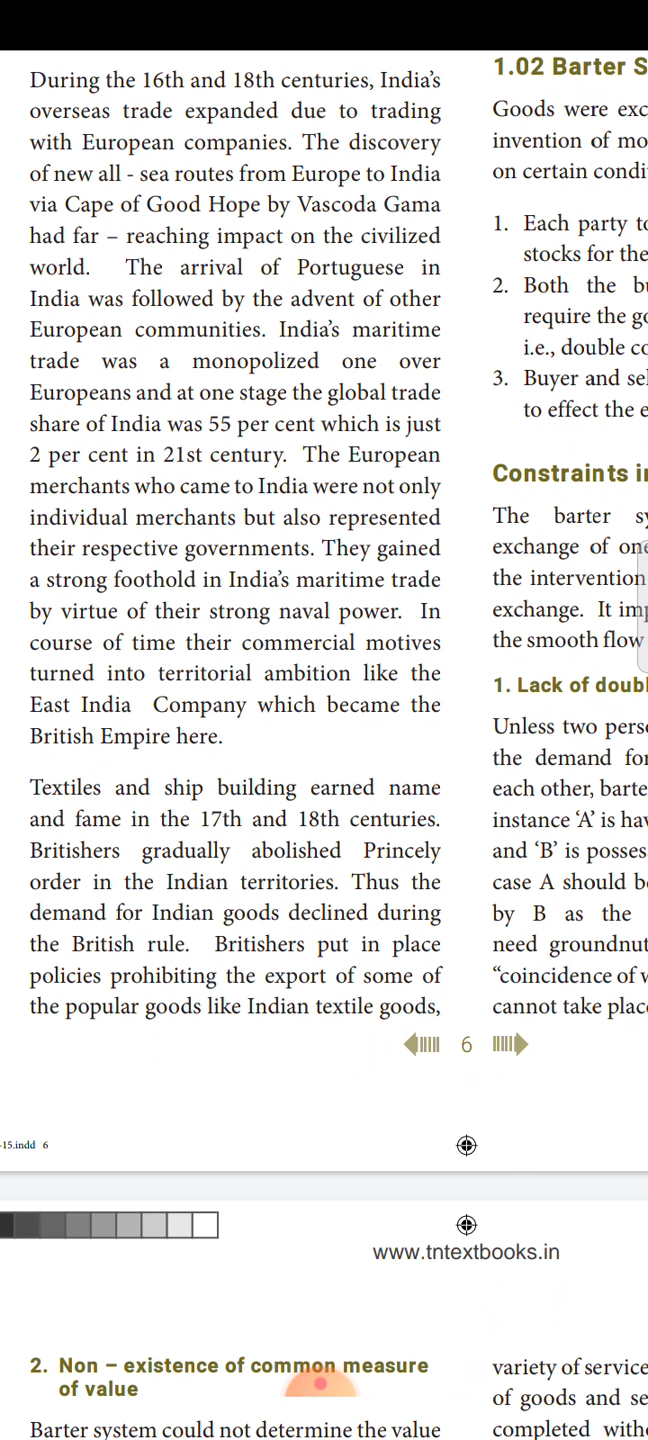 During the 16th and 18th centuries, India's
overseas trade expanded due to trading
with European companies. The discovery
of new all - sea routes from Europe to India
via Cape of Good Hope by Vascoda Gama
had far – reaching impact on the civilized
world. The arrival of Portuguese in
India was followed by the advent of other
European communities. India's maritime
trade was a monopolized one over
Europeans and at one stage the global trade
share of India was 55 per cent which is just
2 per cent in 21st century. The European
merchants who came to India were not only
individual merchants but also represented
their respective governments. They gained
a strong foothold in India's maritime trade
by virtue of their strong naval power. In
course of time their commercial motives
turned into territorial ambition like the
East India Company which became the
British Empire here.
Textiles and ship building earned name
and fame in the 17th and 18th centuries.
Britishers gradually abolished Princely
order in the Indian territories. Thus the
demand for Indian goods declined during
the British rule. Britishers put in place
policies prohibiting the export of some of
the popular goods like Indian textile goods,
1.02 Barter S
Goods were exc
invention of mo
on certain condi
1. Each party to
stocks for the
2. Both the bu
require the go
i.e., double co
3. Buyer and sel
to effect the e
Constraints i
The barter sy
exchange of one
the intervention
exchange. It imp
the smooth flow
1. Lack of doubl
Unless two perso
the demand for
each other, barte
instance 'A' is hav
and 'B' is posses
case A should b
by B as the
need groundnut
"coincidence of w
cannot take place
6
-15.indd 6
www.tntextbooks.in
2. Non – existence of common measure
of value
Barter system could not determine the value
variety of service
of goods and se
completed with